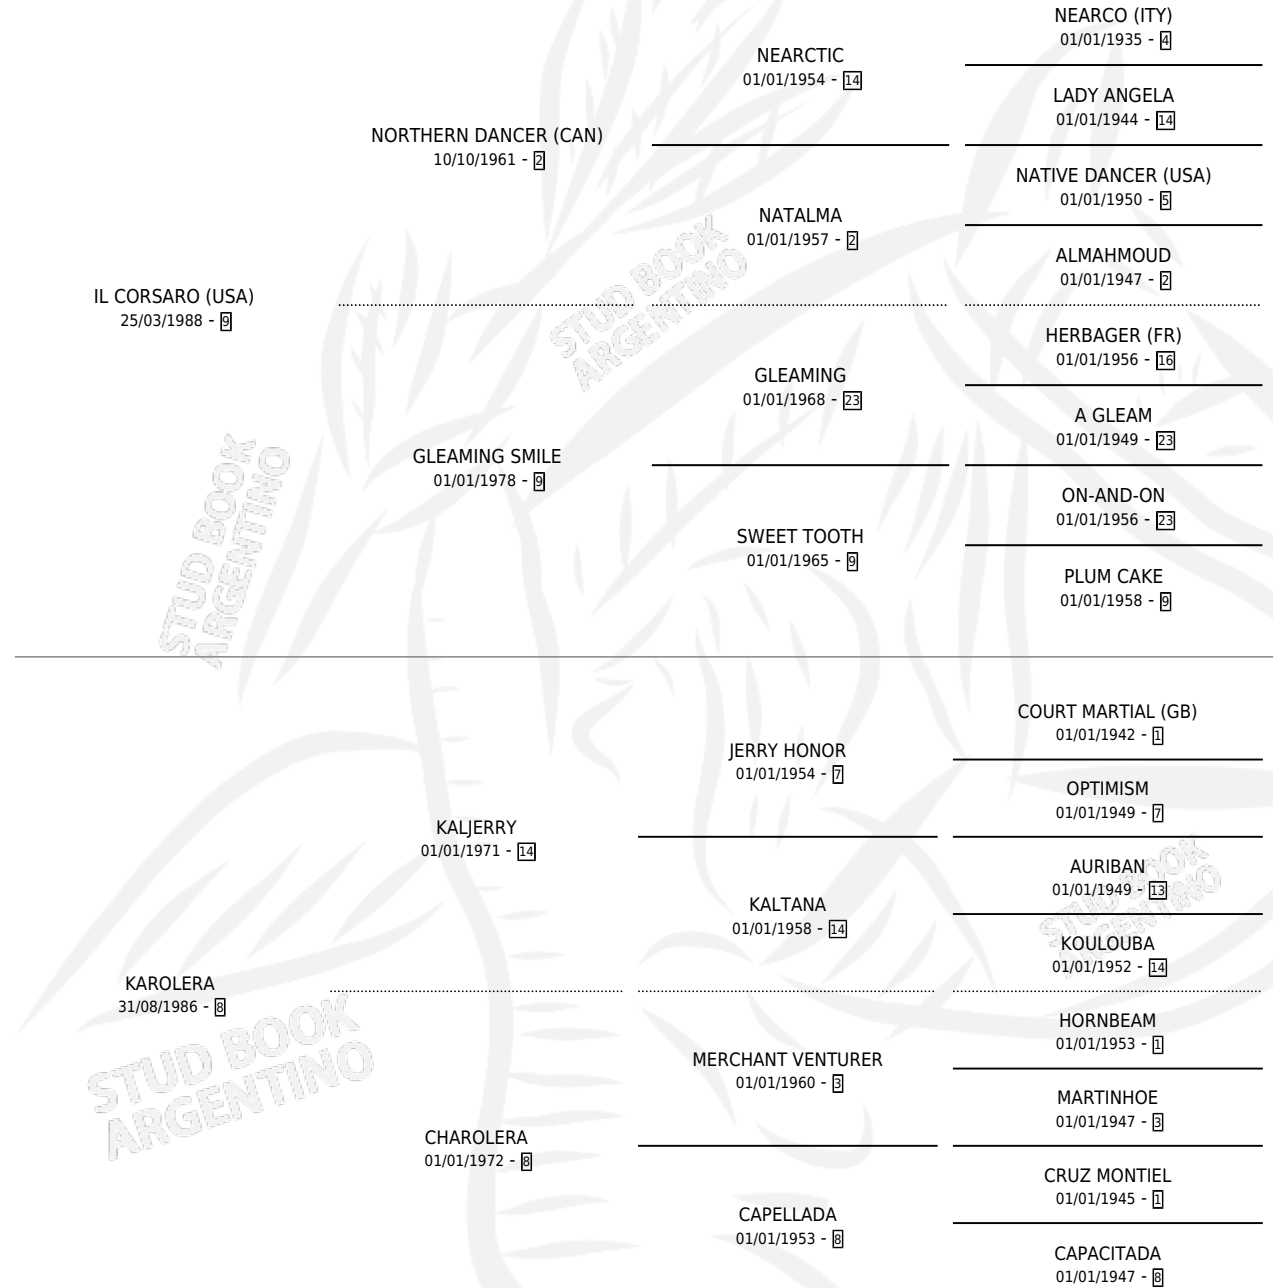 NEARCO (ITY)
01/01/1935 - 4
NEARCTIC
01/01/1954 - 14
LADY ANGELA
01/01/1944 - 14
NORTHERN DANCER (CAN)
10/10/1961 - 2
NATIVE DANCER (USA)
01/01/1950 - 5
NATALMA
01/01/1957 - 2
ALMAHMOUD
01/01/1947 - 2
IL CORSARO (USA)
25/03/1988 - 9
HERBAGER (FR)
01/01/1956 - 16
GLEAMING
01/01/1968 - 23
A GLEAM
01/01/1949 - 23
GLEAMING SMILE
01/01/1978 - 9
ON-AND-ON
01/01/1956 - 23
SWEET TOOTH
01/01/1965 - 9
PLUM CAKE
01/01/1958 - 9
STUD BOOK
ARGENTINO
STUD BOOK
ARGENTINO
COURT MARTIAL (GB)
01/01/1942 - 1
JERRY HONOR
01/01/1954 - 7
OPTIMISM
01/01/1949 - 7
KALJERRY
01/01/1971 - 14
AURIBAN
01/01/1949 - 13
KALTANA
01/01/1958 - 14
KOULOUBA
01/01/1952 - 14
STUD BOOK
ARGENTINO
KAROLERA
31/08/1986 - 8
HORNBEAM
01/01/1953 - 1
MERCHANT VENTURER
01/01/1960 - 3
MARTINHOE
01/01/1947 - 3
CHAROLERA
01/01/1972 - 8
CRUZ MONTIEL
01/01/1945 - 1
CAPELLADA
01/01/1953 - 8
CAPACITADA
01/01/1947 - 8
STUD BOOK
ARGENTINO